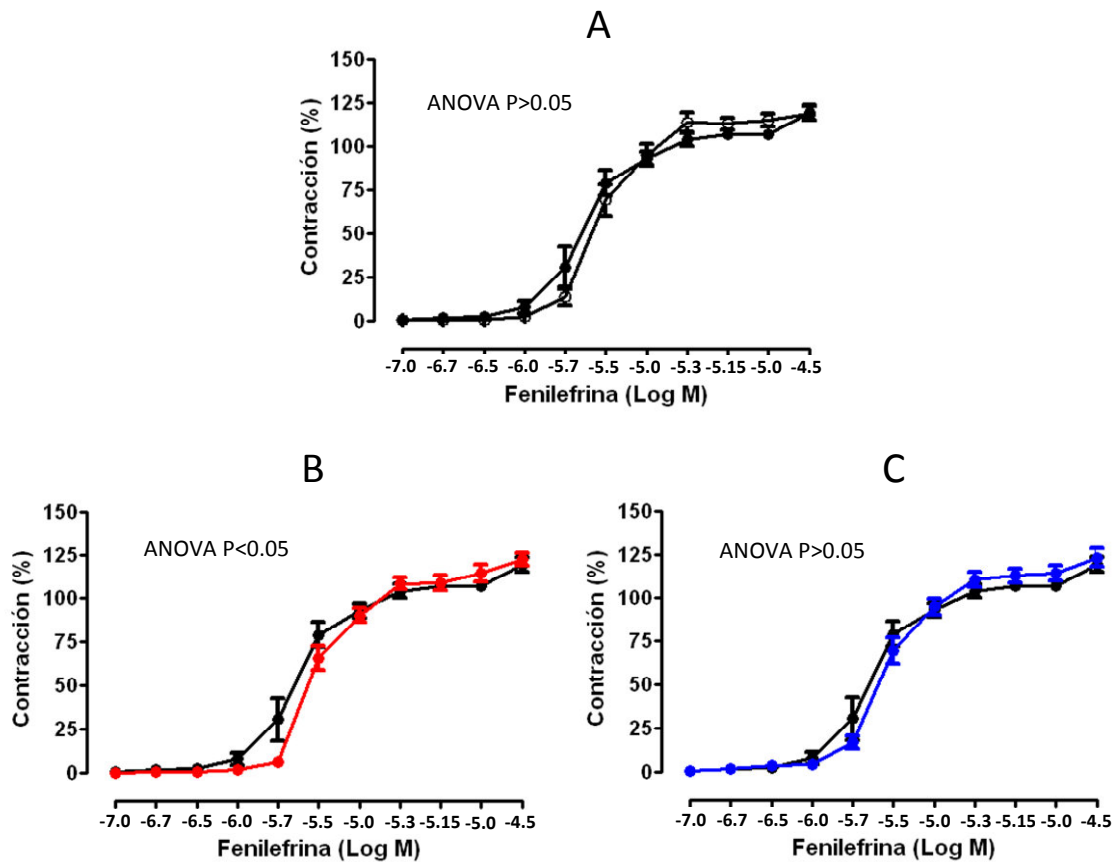 A
ANOVA P>0.05
Contracción (%)
150
125
100
75
50
25
0
-7.0 -6.7 -6.5 -6.0 -5.7 -5.5 -5.0 -5.3 -5.15 -5.0 -4.5
Fenilefrina (Log M)
B
ANOVA P<0.05
Contracción (%)
150
125
100
75
50
25
0
-7.0 -6.7 -6.5 -6.0 -5.7 -5.5 -5.0 -5.3 -5.15 -5.0 -4.5
Fenilefrina (Log M)
C
ANOVA P>0.05
Contracción (%)
150
125
100
75
50
25
0
-7.0 -6.7 -6.5 -6.0 -5.7 -5.5 -5.0 -5.3 -5.15 -5.0 -4.5
Fenilefrina (Log M)